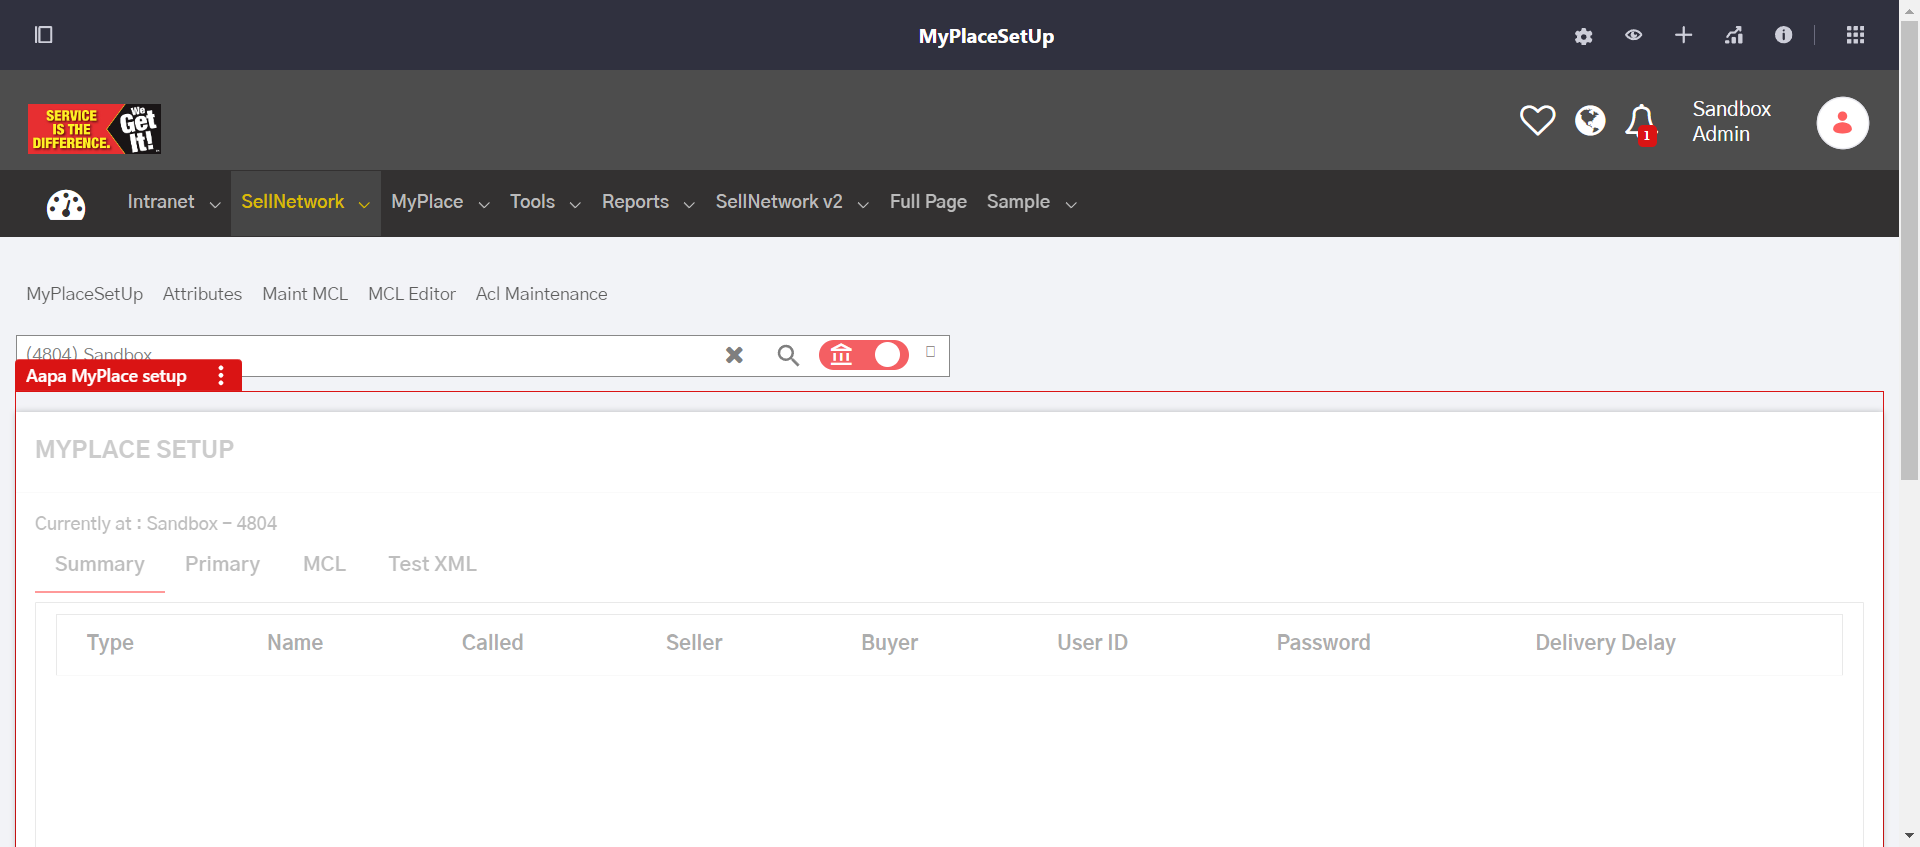 MyPlaceSetUp
SERVICE
IS THE
DIFFERENCE.
We
Get
It!
1
Sandbox
Admin
Intranet SellNetwork MyPlace Tools Reports SellNetwork v2 Full Page Sample
MyPlaceSetUp Attributes Maint MCL MCL Editor Acl Maintenance
(4804) Sandbox
Aapa MyPlace setup
MYPLACE SETUP
Currently at : Sandbox - 4804
Summary Primary MCL Test XML
Type Name Called Seller Buyer User ID Password Delivery Delay